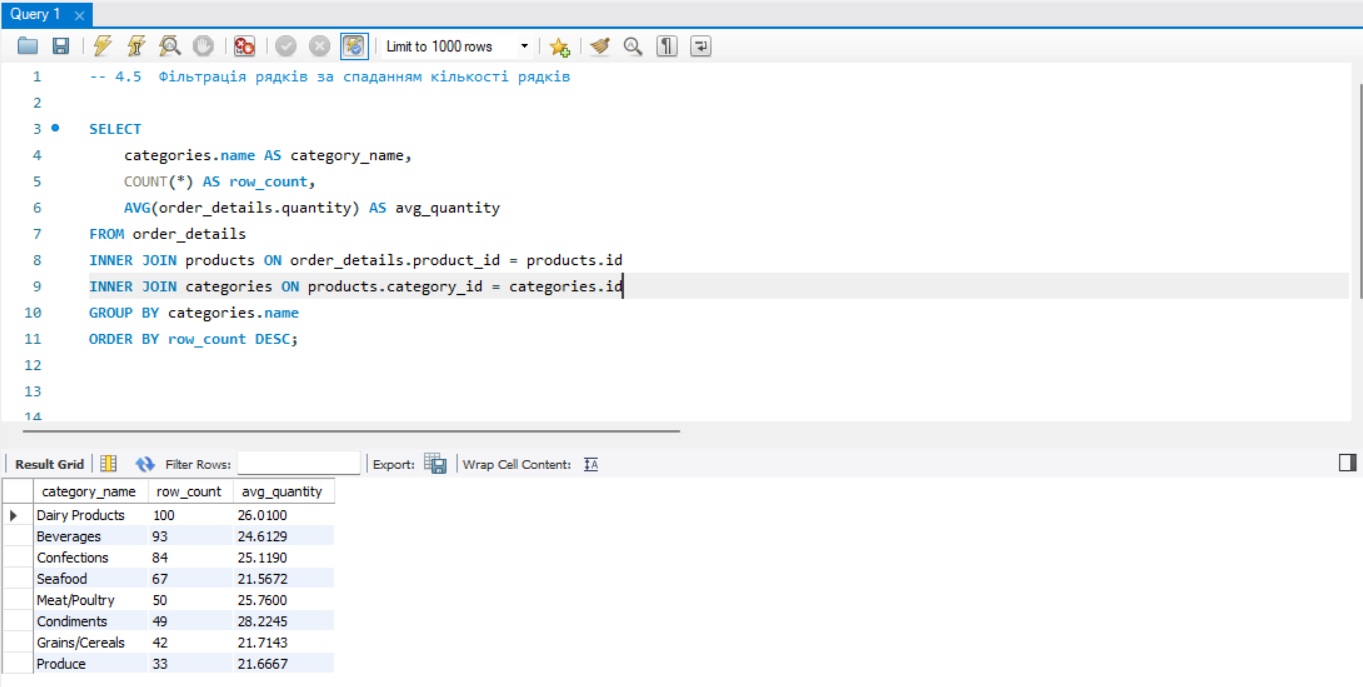 Query 1
Limit to 1000 rows
1 -- 4.5 Фільтрація рядків за спаданням кількості рядків
2
3 SELECT
4 categories.name AS category_name,
5 COUNT(*) AS row_count,
6 AVG(order_details.quantity) AS avg_quantity
7 FROM order_details
8 INNER JOIN products ON order_details.product_id = products.id
9 INNER JOIN categories ON products.category_id = categories.id
10 GROUP BY categories.name
11 ORDER BY row_count DESC;
12
13
14
Result Grid Filter Rows: Export: Wrap Cell Content:
category_name row_count avg_quantity
Dairy Products 100 26.0100
Beverages 93 24.6129
Confections 84 25.1190
Seafood 67 21.5672
Meat/Poultry 50 25.7600
Condiments 49 28.2245
Grains/Cereals 42 21.7143
Produce 33 21.6667